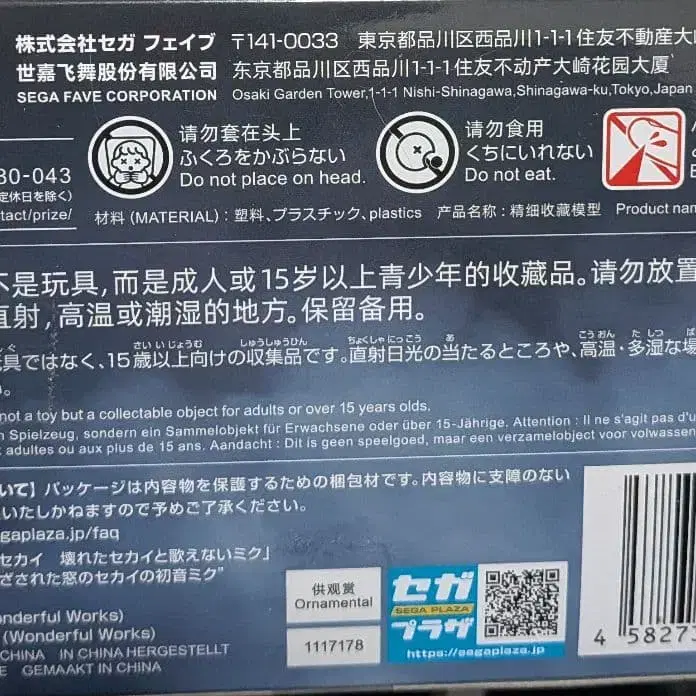 株式会社セガ フェイブ 〒141-0033 東京都品川区西品川1-1-1住友不動産大崎
世嘉飞舞股份有限公司 东京都品川区西品川1-1-1住友不动产大崎花园大厦
SEGA FAVE CORPORATION Osaki Garden Tower,1-1-1 Nishi-Shinagawa,Shinagawa-ku,Tokyo,Japan
请勿套在头上
ふくろをかぶらない
Do not place on head.
请勿食用
くちにいれない
Do not eat.
30-043
定休日を除く)
tact/prize/
材料 (MATERIAL) : 塑料、プラスチック、plastics 产品名称 : 精细收藏模型 Product nam
不是玩具,而是成人或15岁以上青少年的收藏品。请勿放置
直射,高温或潮湿的地方。保留备用。
具ではなく、15歳以上向けの収集品です。直射日光の当たるところや、高温・多湿な場
い。
not a toy but a collectable object for adults or over 15 years olds.
n Spielzeug, sondern ein Sammelobjekt für Erwachsene oder über 15-Jährige. Attention : Il ne s'agit pas d'u
x adultes ou aux plus de 15 ans. Aandacht : Dit is geen speelgoed, maar een verzamelobject voor volwassen
いて】パッケージは内容物を保護するための梱包材です。内容物に支障のない
いたしかねますので予めご了承ください。
egaplaza.jp/faq
セカイ 壊れたセカイと歌えないミク」
ざされた窓のセカイの初音ミク”
onderful Works)
(Wonderful Works)
CHINA IN CHINA HERGESTELLT
E GEMAAKT IN CHINA
供观赏
Ornamental
1117178
セガ
SEGA PLAZA
プラザ
https://segaplaza.jp
4 58273